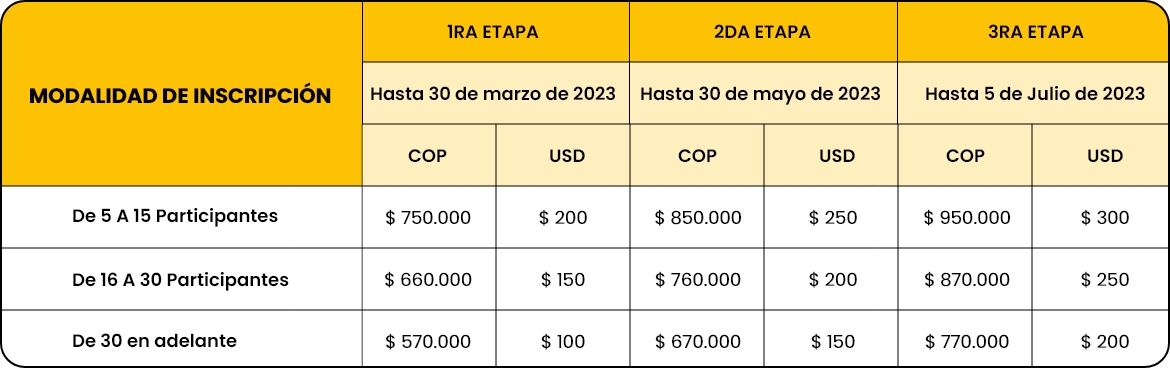 MODALIDAD DE INSCRIPCIÓN
1RA ETAPA 2DA ETAPA 3RA ETAPA
Hasta 30 de marzo de 2023 Hasta 30 de mayo de 2023 Hasta 5 de Julio de 2023
COP USD COP USD COP USD
De 5 A 15 Participantes $ 750.000 $ 200 $ 850.000 $ 250 $ 950.000 $ 300
De 16 A 30 Participantes $ 660.000 $ 150 $ 760.000 $ 200 $ 870.000 $ 250
De 30 en adelante $ 570.000 $ 100 $ 670.000 $ 150 $ 770.000 $ 200